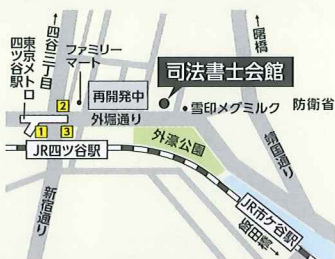 ↑四谷三丁目
東京メトロ
四ツ谷駅
ファミリー
マート
↑曙橋
司法書士会館
再開発中
雪印メグミルク
防衛省
2
外堀通り
1
3
JR四ツ谷駅
外濠公園
靖国通り
新宿通り
JR市ケ谷駅
飯田橋→